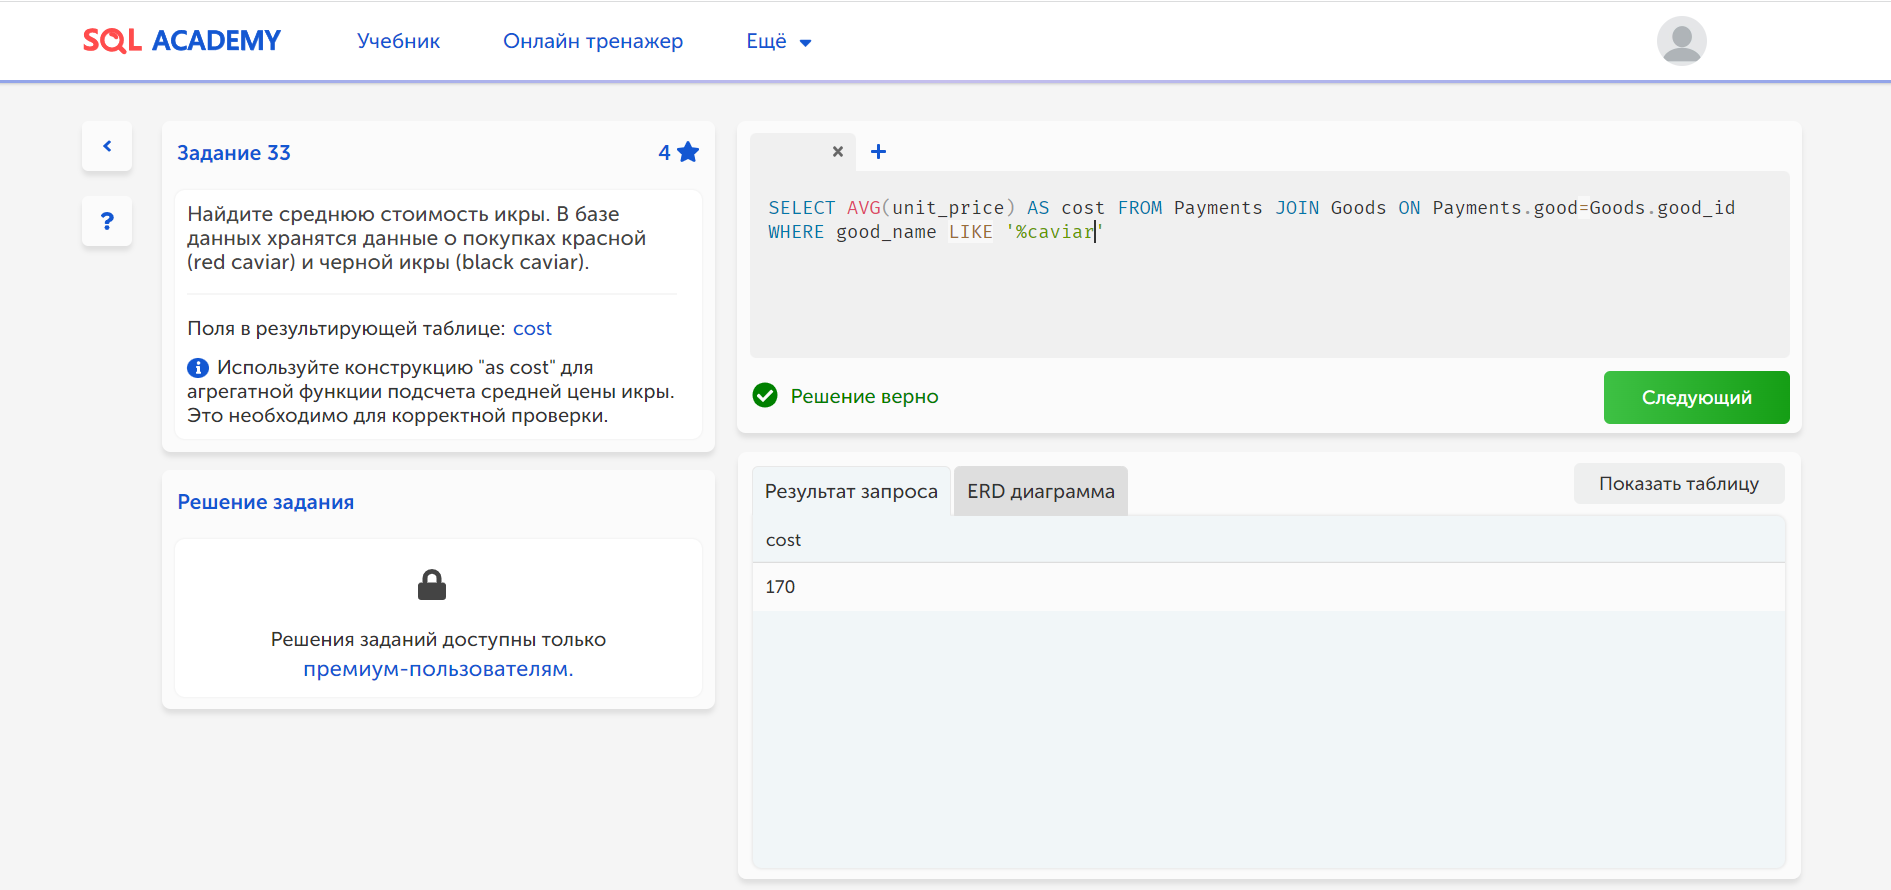 SQL ACADEMY
Учебник
Онлайн тренажер
Ещё
Задание 33
4
Найдите среднюю стоимость икры. В базе
данных хранятся данные о покупках красной
(red caviar) и черной икры (black caviar).
Поля в результирующей таблице: cost
Используйте конструкцию "as cost" для
агрегатной функции подсчета средней цены икры.
Это необходимо для корректной проверки.
Решение задания
Решения заданий доступны только
премиум-пользователям.
SELECT AVG(unit_price) AS cost FROM Payments JOIN Goods ON Payments.good=Goods.good_id
WHERE good_name LIKE '%caviar'
Решение верно
Следующий
Результат запроса
ERD диаграмма
Показать таблицу
cost
170